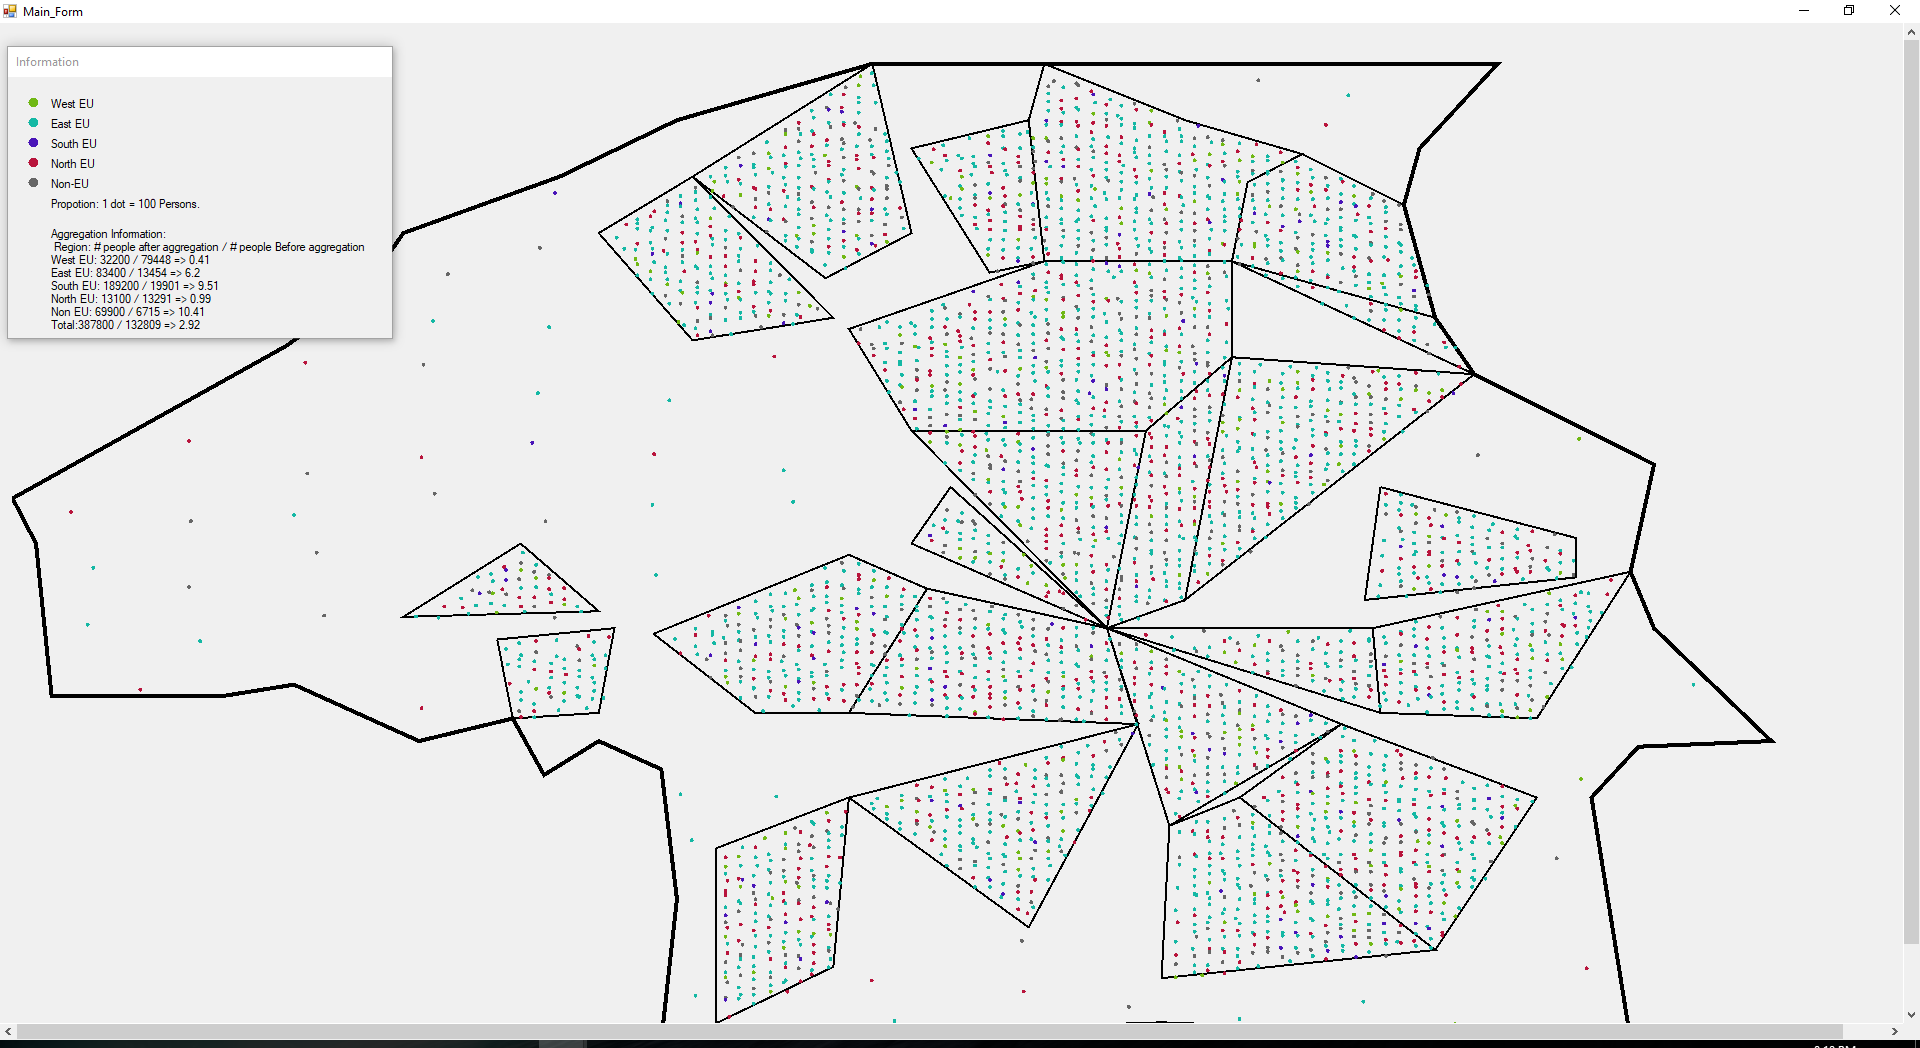 Main_Form
Information
West EU
East EU
South EU
North EU
Non-EU
Propotion: 1 dot = 100 Persons.
Aggregation Information:
Region: # people after aggregation / # people Before aggregation
West EU: 32200 / 79448 => 0.41
East EU: 83400 / 13454 => 6.2
South EU: 189200 / 19901 => 9.51
North EU: 13100 / 13291 => 0.99
Non EU: 69900 / 6715 => 10.41
Total:387800 / 132809 => 2.92